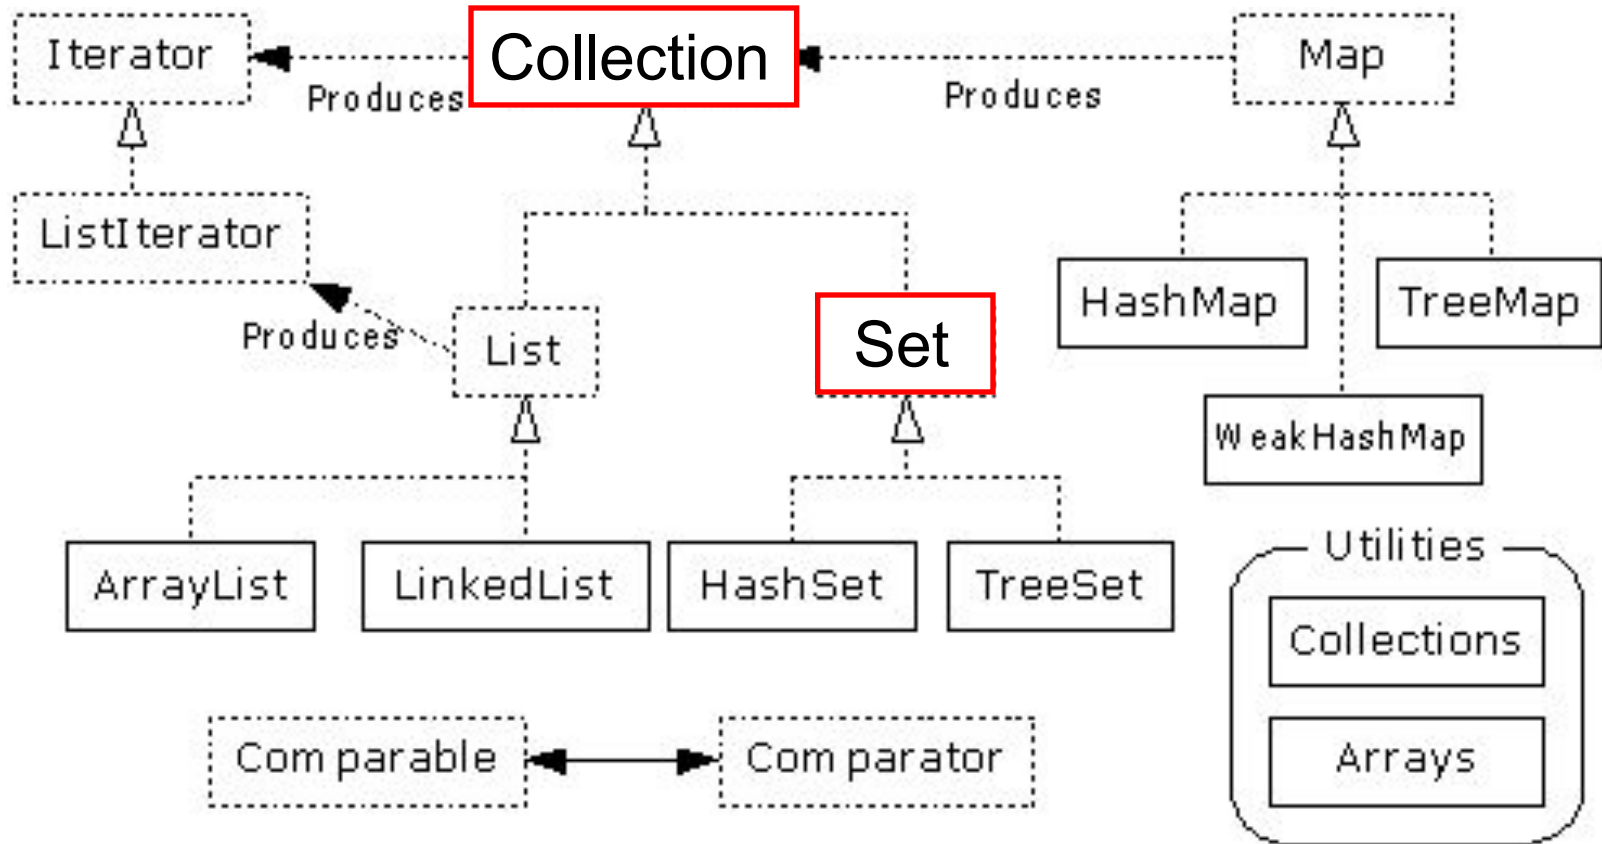 Iterator
Collection
Map
Produces
Produces
ListIterator
Produces
List
Set
HashMap
TreeMap
WeakHashMap
ArrayList
LinkedList
HashSet
TreeSet
Utilities
Collections
Arrays
Comparable
Comparator